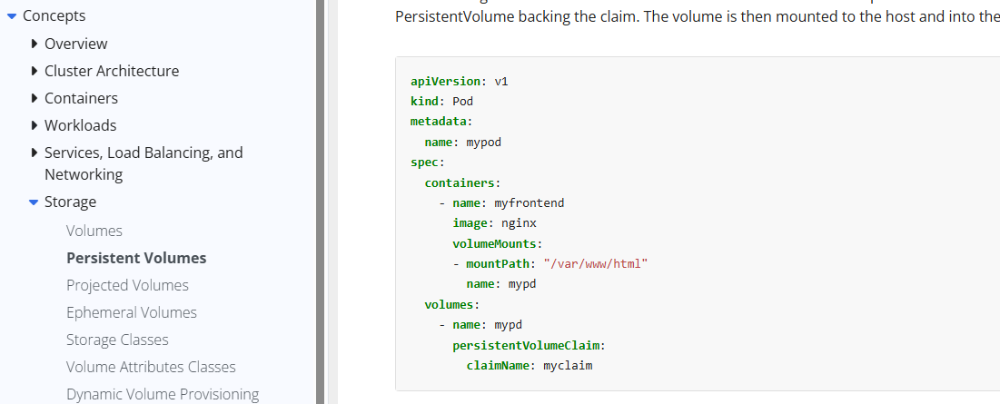 Concepts
Overview
Cluster Architecture
Containers
Workloads
Services, Load Balancing, and
Networking
Storage
Volumes
Persistent Volumes
Projected Volumes
Ephemeral Volumes
Storage Classes
Volume Attributes Classes
Dynamic Volume Provisioning
PersistentVolume backing the claim. The volume is then mounted to the host and into the
apiVersion: v1
kind: Pod
metadata:
  name: mypod
spec:
  containers:
    - name: myfrontend
      image: nginx
      volumeMounts:
      - mountPath: "/var/www/html"
        name: mypd
  volumes:
    - name: mypd
      persistentVolumeClaim:
        claimName: myclaim